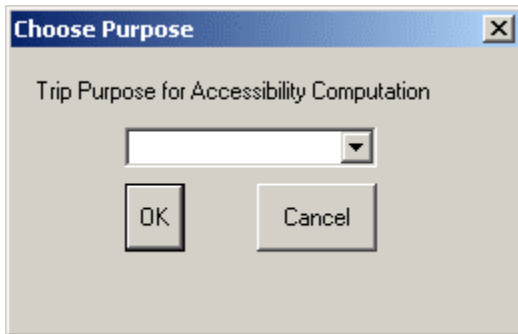 Choose Purpose
Trip Purpose for Accessibility Computation
OK
Cancel